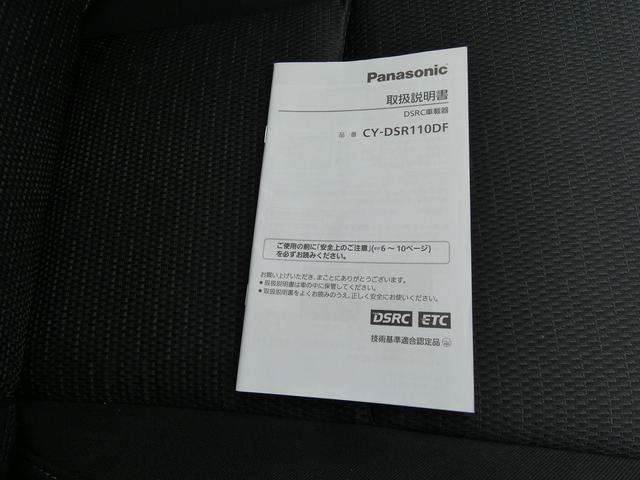 Panasonic
取扱説明書
DSRC車載器
品番 CY-DSR110DF
ご使用の前に「安全上のご注意」(☞6～10ページ)
を必ずお読みください。
お買い上げいただき、まことにありがとうございます。
●取扱説明書は車の中に保管してください。
●取扱説明書をよくお読みのうえ、正しく安全にお使いください。
DSRC ETC
技術基準適合認定品